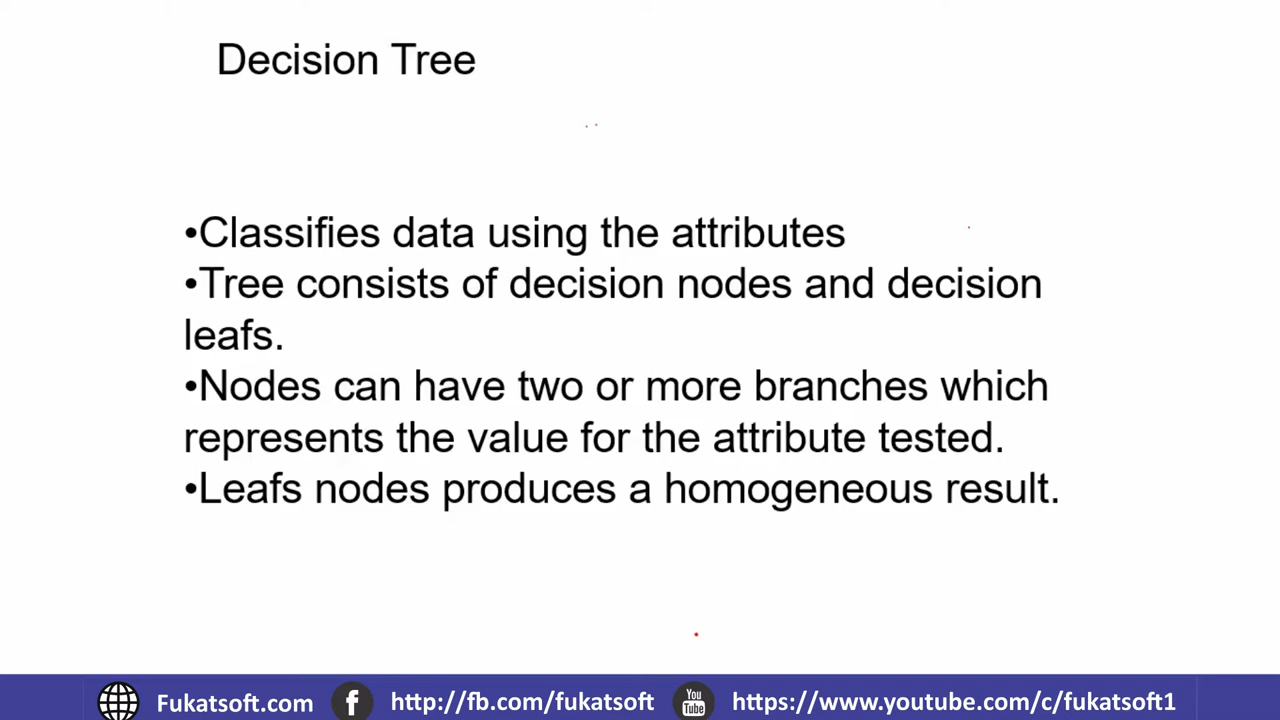 Decision Tree
•Classifies data using the attributes
•Tree consists of decision nodes and decision
leafs.
•Nodes can have two or more branches which
represents the value for the attribute tested.
•Leafs nodes produces a homogeneous result.
Fukatsoft.com f http://fb.com/fukatsoft You Tube https://www.youtube.com/c/fukatsoft1